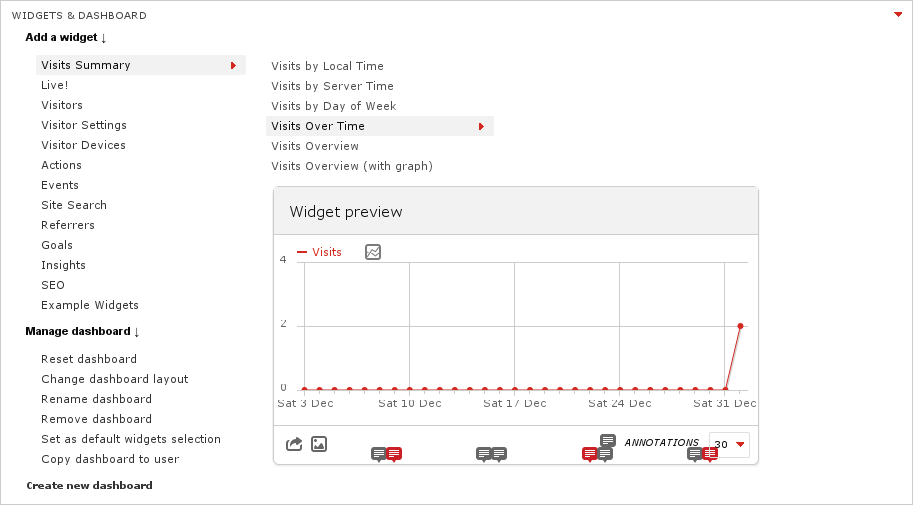 WIDGETS & DASHBOARD
Add a widget ↓
Visits Summary
Live!
Visitors
Visitor Settings
Visitor Devices
Actions
Events
Site Search
Referrers
Goals
Insights
SEO
Example Widgets
Manage dashboard ↓
Reset dashboard
Change dashboard layout
Rename dashboard
Remove dashboard
Set as default widgets selection
Copy dashboard to user
Create new dashboard
Visits by Local Time
Visits by Server Time
Visits by Day of Week
Visits Over Time
Visits Overview
Visits Overview (with graph)
Widget preview
Visits
4
2
0
Sat 3 Dec Sat 10 Dec Sat 17 Dec Sat 24 Dec Sat 31 Dec
ANNOTATIONS 30